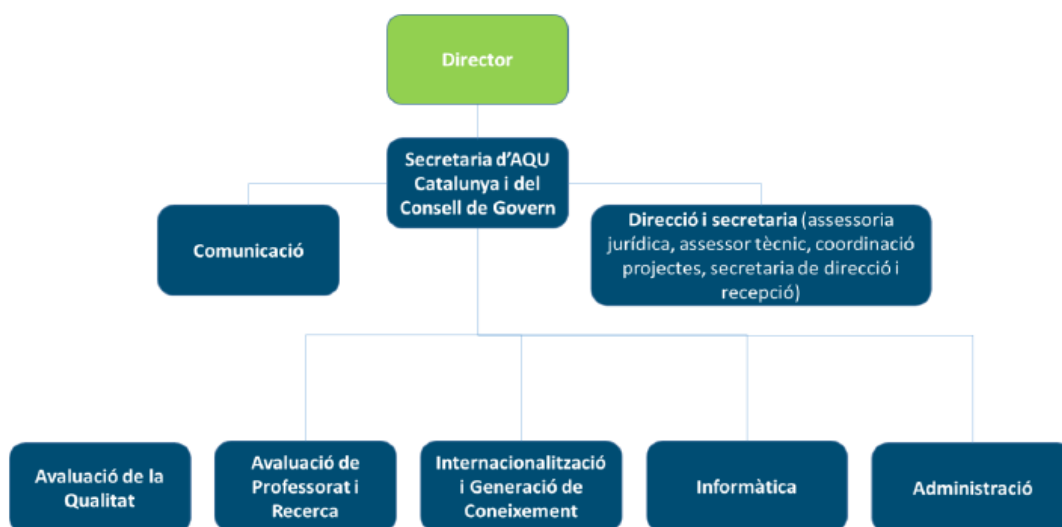 Director
Secretaria d'AQU
Catalunya i del
Consell de Govern
Comunicació
Direcció i secretaria (assessoria
jurídica, assessor tècnic, coordinació
projectes, secretaria de direcció i
recepció)
Avaluació de la
Qualitat
Avaluació de
Professorat i
Recerca
Internacionalització
i Generació de
Coneixement
Informàtica
Administració